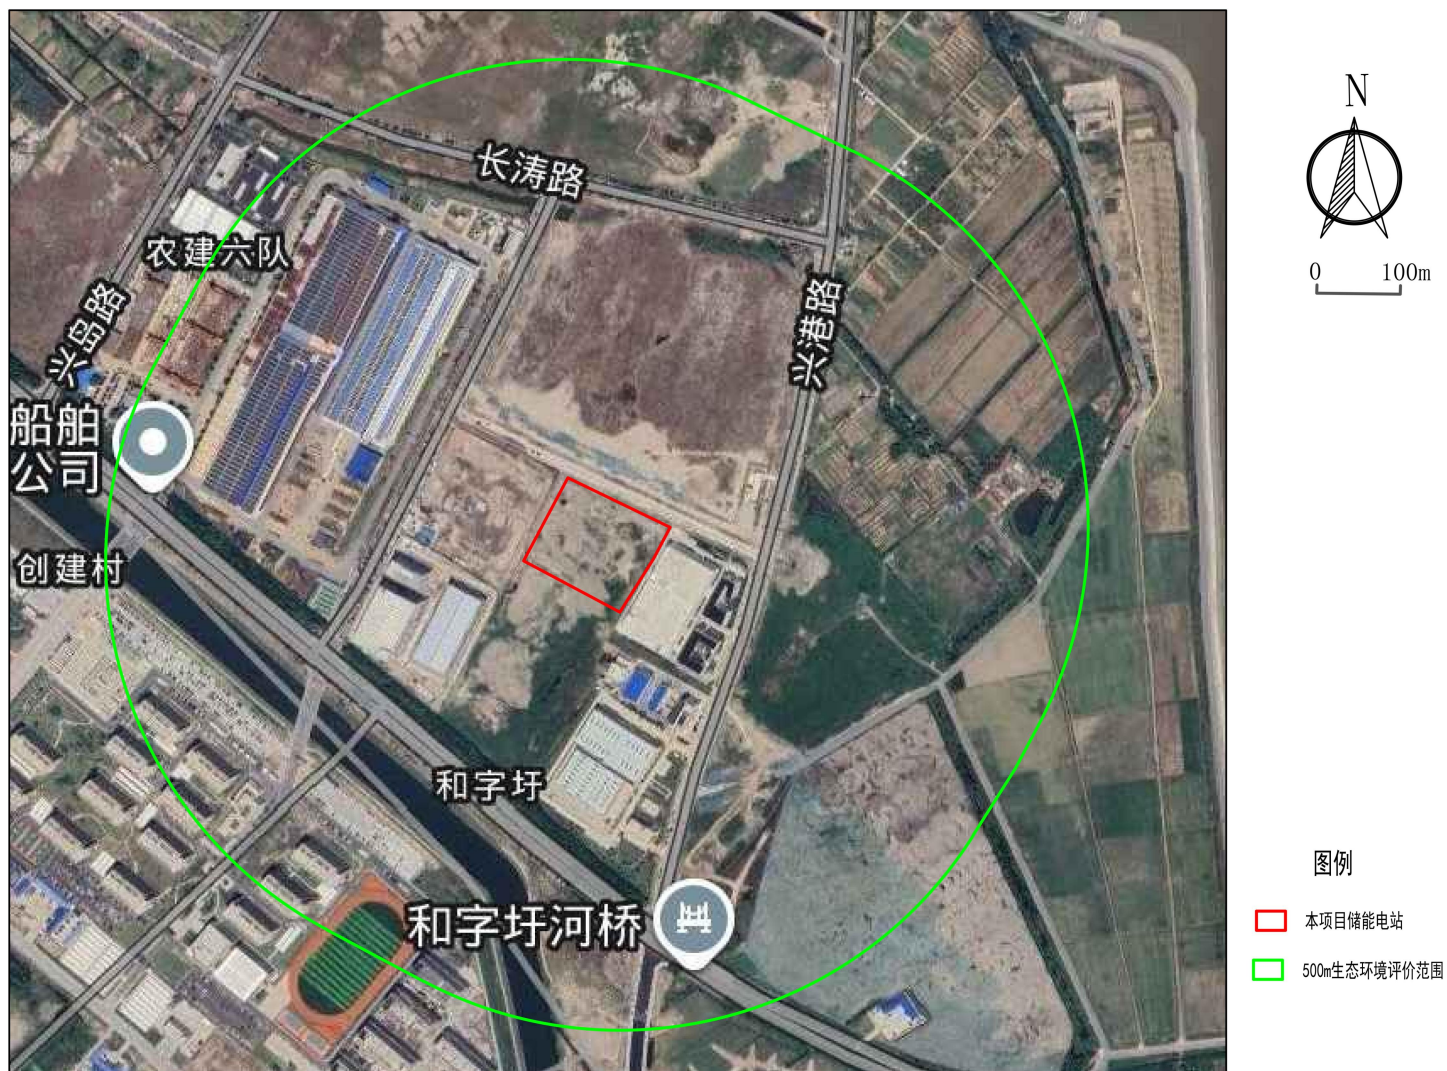 N
0 100m
长涛路
农建六队
兴港路
兴岛路
船舶
公司
创建村
和字圩
和字圩河桥
图例
本项目储能电站
500m生态环境评价范围